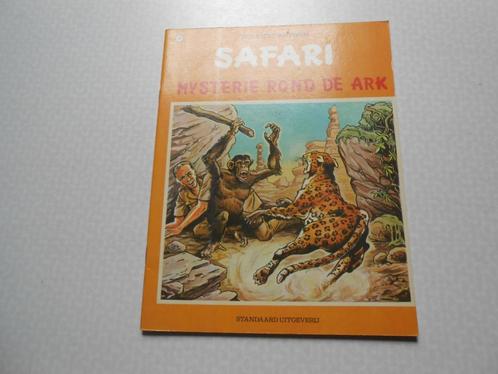 SAFARI
MYSTERIE ROND DE ARK
STANDAARD UITGEVERIJ